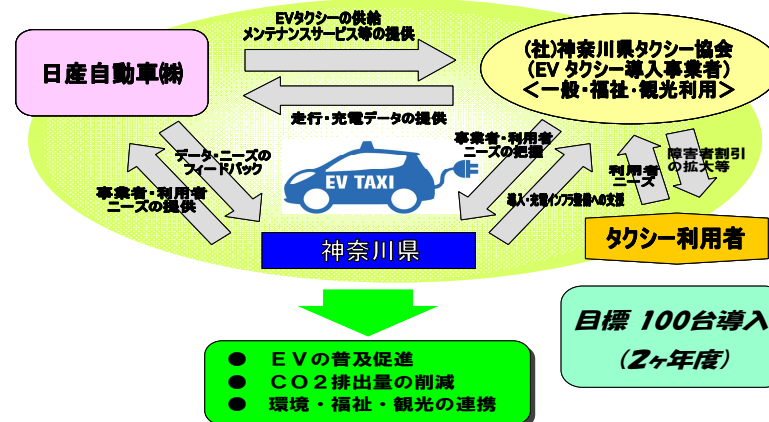 EVタクシーの供給
メンテナンスサービス等の提供
日産自動車㈱
(社)神奈川県タクシー協会
(EV タクシー導入事業者)
<一般・福祉・観光利用>
走行・充電データの提供
データ・ニーズの
フィードバック
事業者・利用者
ニーズの提供
EV TAXI
事業者・利用者
ニーズの把握
導入・充電インフラ整備への支援
利用者
ニーズ
障害者割引
の拡大等
神奈川県
タクシー利用者
目標 100台導入
(2ヶ年度)
● EVの普及促進
● CO2排出量の削減
● 環境・福祉・観光の連携